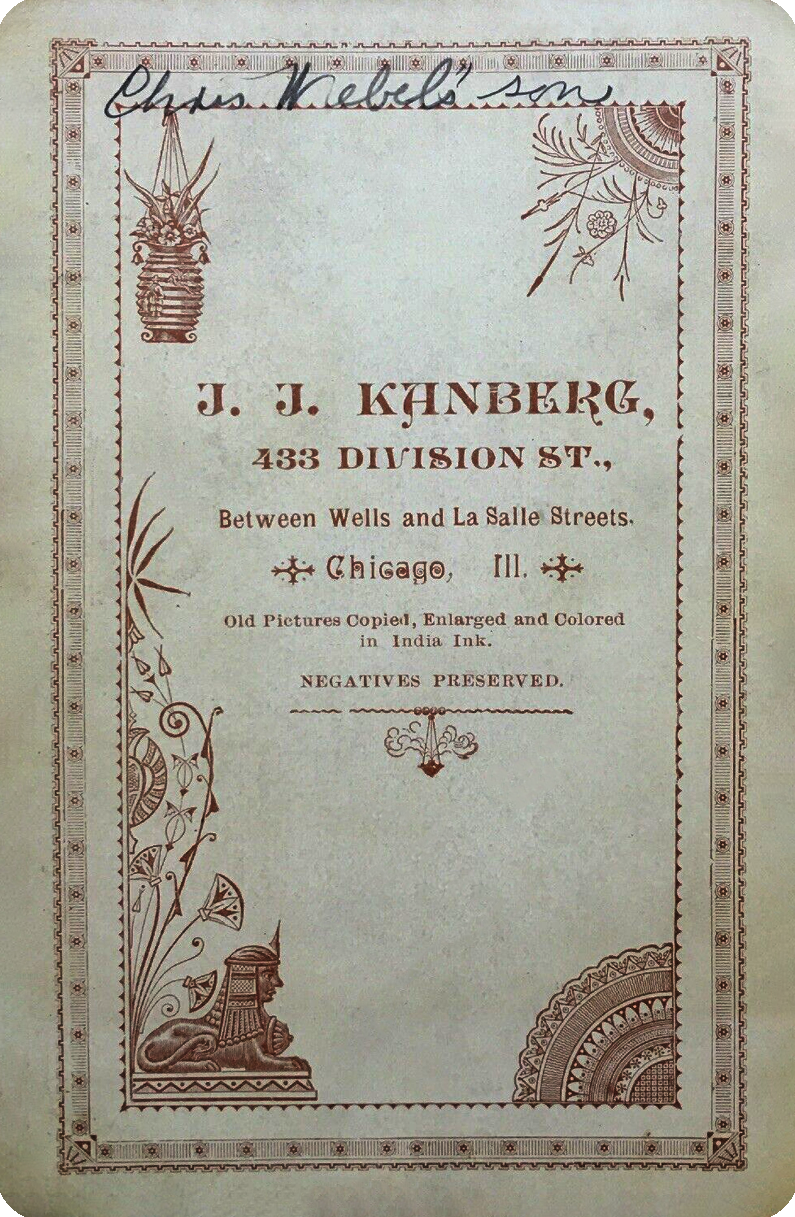 Chris Wiebel's son
J. J. KANBERG,
433 DIVISION ST.,
Between Wells and La Salle Streets.
Chicago, Ill.
Old Pictures Copied, Enlarged and Colored
in India Ink.
NEGATIVES PRESERVED.